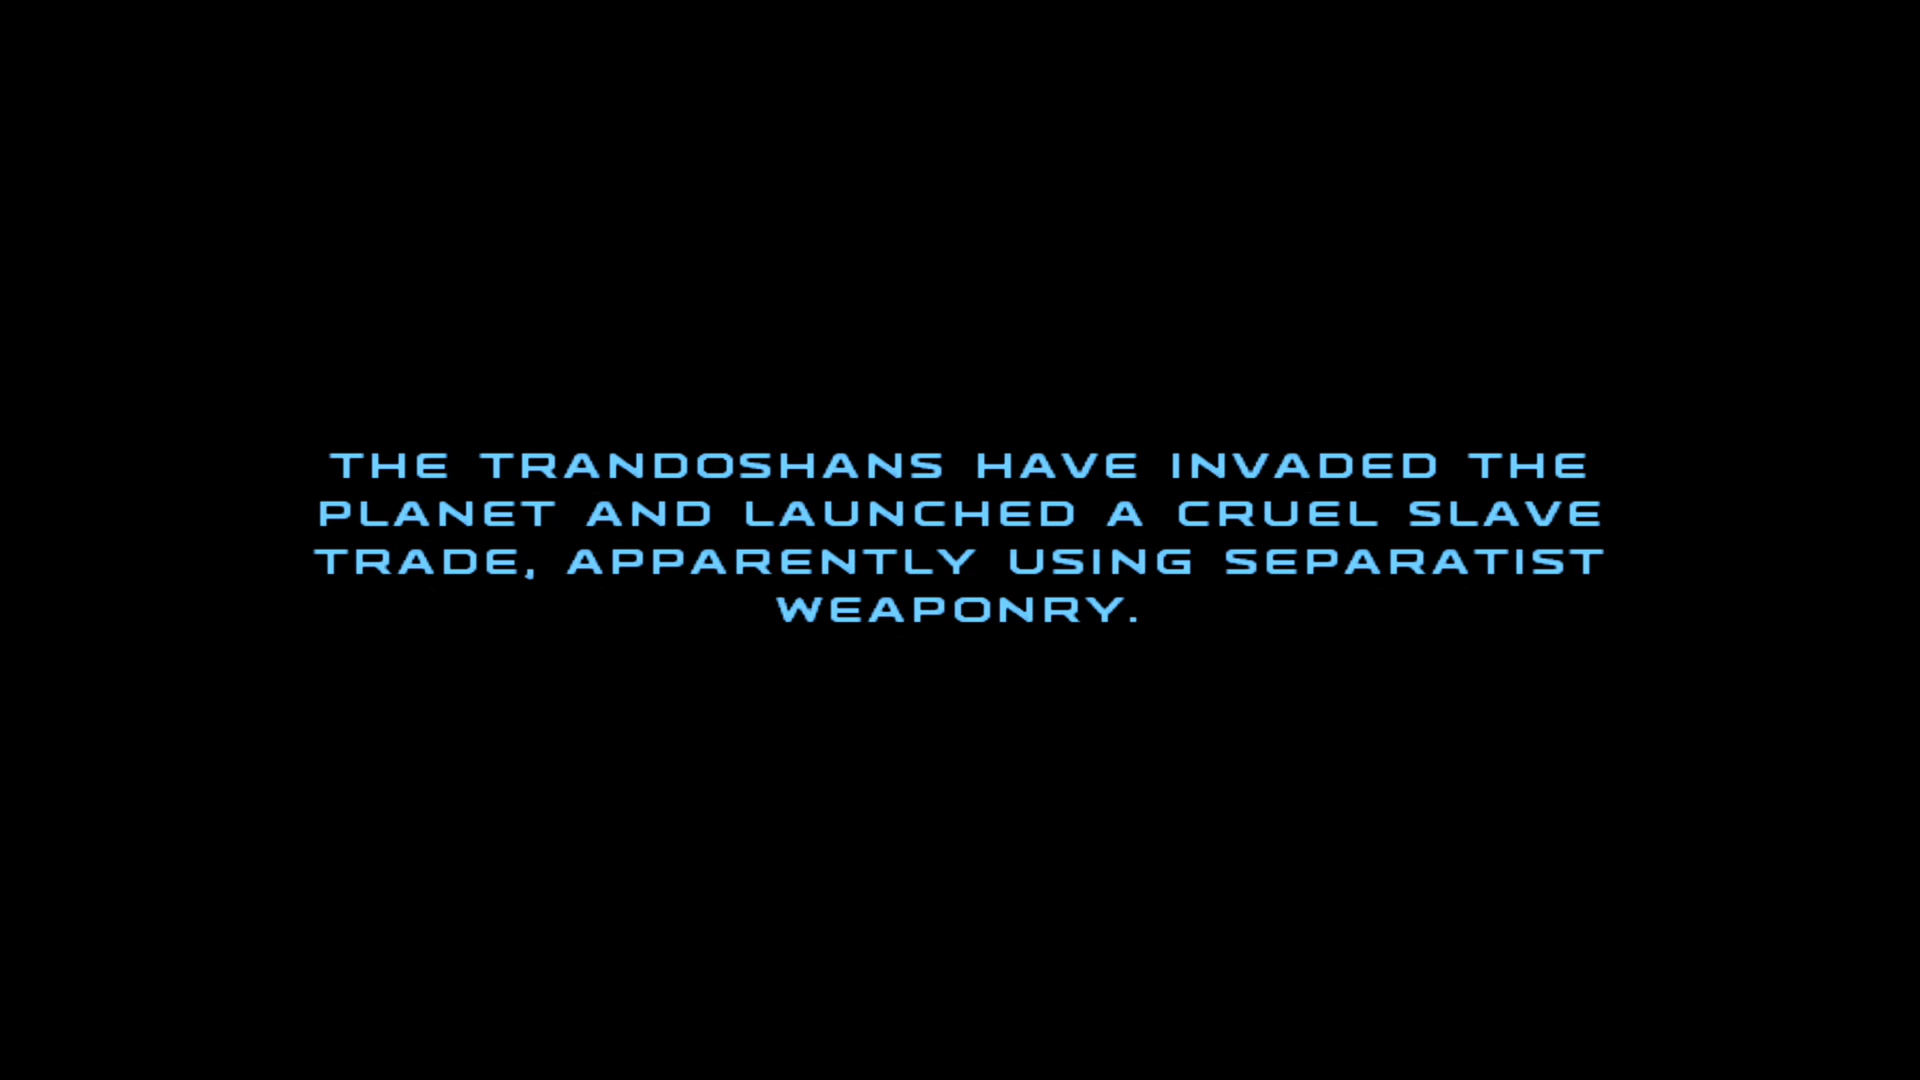 THE TRANDOSHANS HAVE INVADED THE
PLANET AND LAUNCHED A CRUEL SLAVE
TRADE, APPARENTLY USING SEPARATIST
WEAPONRY.